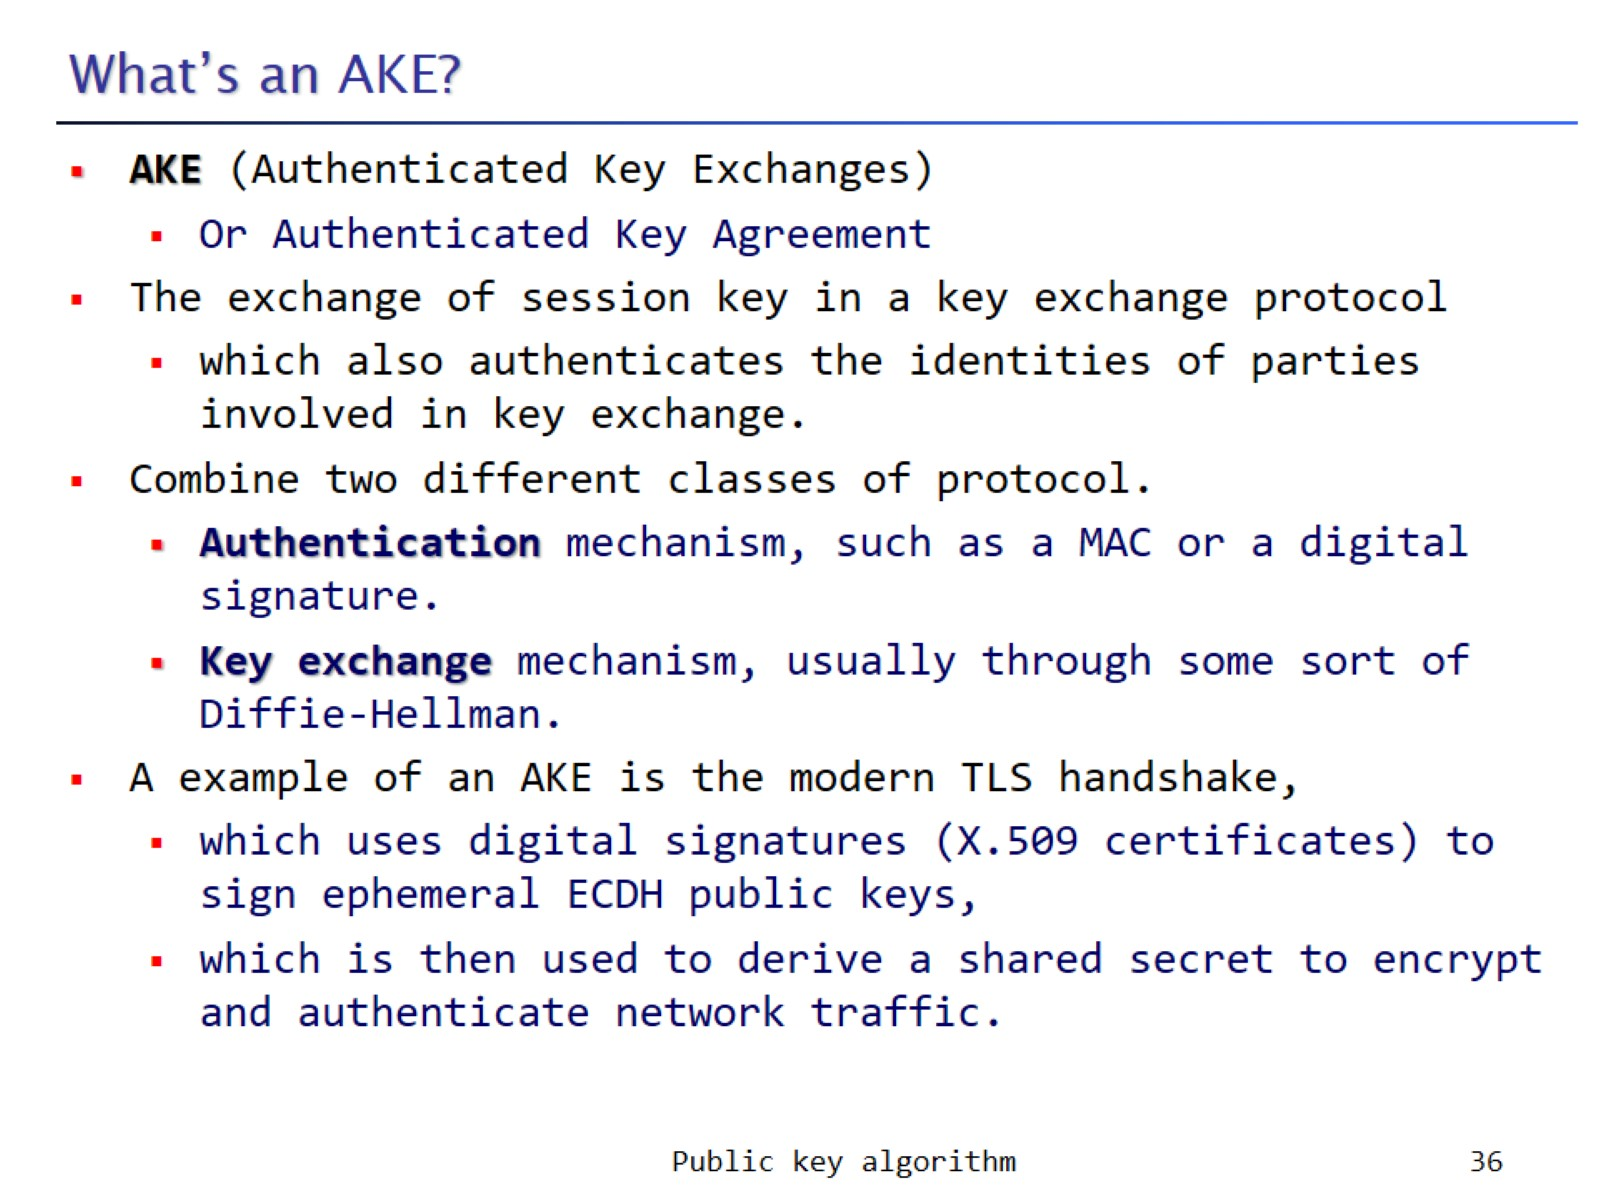 What’s an AKE?
AKE (Authenticated Key Exchanges)
Or Authenticated Key Agreement
The exchange of session key in a key exchange protocol
which also authenticates the identities of parties
involved in key exchange.
Combine two different classes of protocol.
Authentication mechanism, such as a MAC or a digital
signature.
Key exchange mechanism, usually through some sort of
Diffie-Hellman.
A example of an AKE is the modern TLS handshake,
which uses digital signatures (X.509 certificates) to
sign ephemeral ECDH public keys,
which is then used to derive a shared secret to encrypt
and authenticate network traffic.
Public key algorithm
36